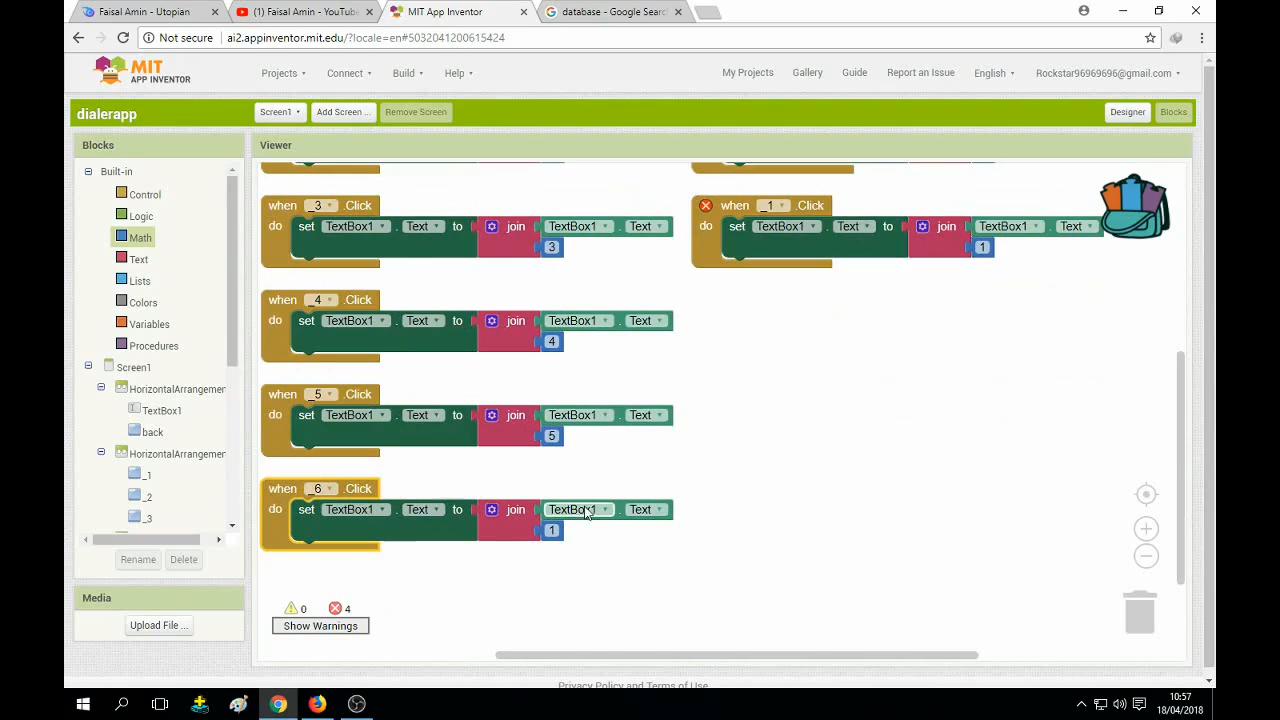 Faisal Amin - Utopian
(1) Faisal Amin - YouTube
MIT App Inventor
database - Google Searc
Not secure
ai2.appinventor.mit.edu/?locale=en#5032041200615424
MIT
APP INVENTOR
Projects
Connect
Build
Help
My Projects
Gallery
Guide
Report an Issue
English
Rockstar96969696@gmail.com
dialerapp
Screen1
Add Screen ...
Remove Screen
Designer
Blocks
Blocks
Viewer
Built-in
Control
Logic
Math
Text
Lists
Colors
Variables
Procedures
Screen1
HorizontalArrangemer
TextBox1
back
HorizontalArrangemer
_1
_2
_3
Rename
Delete
Media
Upload File ...
when _3 .Click
do set TextBox1 . Text to join TextBox1 . Text
3
when _1 .Click
do set TextBox1 . Text to join TextBox1 . Text
1
when _4 .Click
do set TextBox1 . Text to join TextBox1 . Text
4
when _5 .Click
do set TextBox1 . Text to join TextBox1 . Text
5
when _6 .Click
do set TextBox1 . Text to join TextBox1 . Text
1
0 4
Show Warnings
Privacy Policy and Terms of Use
10:57
18/04/2018